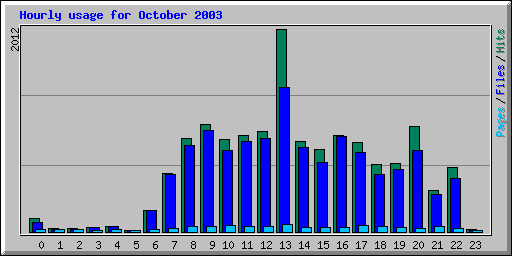 Hourly usage for October 2003
2012
Pages/Files/Hits
0 1 2 3 4 5 6 7 8 9 10 11 12 13 14 15 16 17 18 19 20 21 22 23